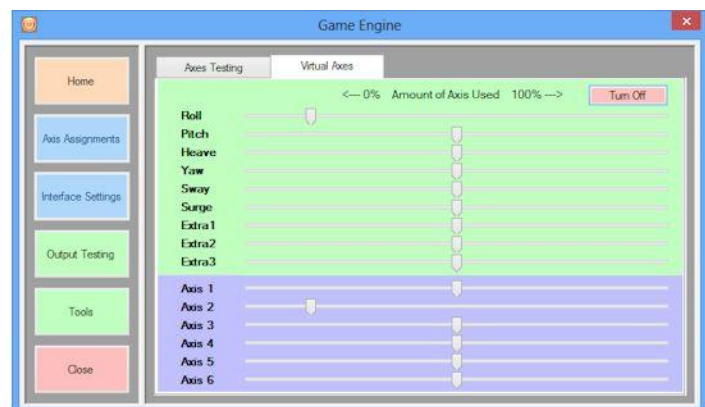 Game Engine
Home
Axis Assignments
Interface Settings
Output Testing
Tools
Close
Axes Testing
Virtual Axes
<--- 0% Amount of Axis Used 100% --->
Turn Off
Roll
Pitch
Heave
Yaw
Sway
Surge
Extra1
Extra2
Extra3
Axis 1
Axis 2
Axis 3
Axis 4
Axis 5
Axis 6